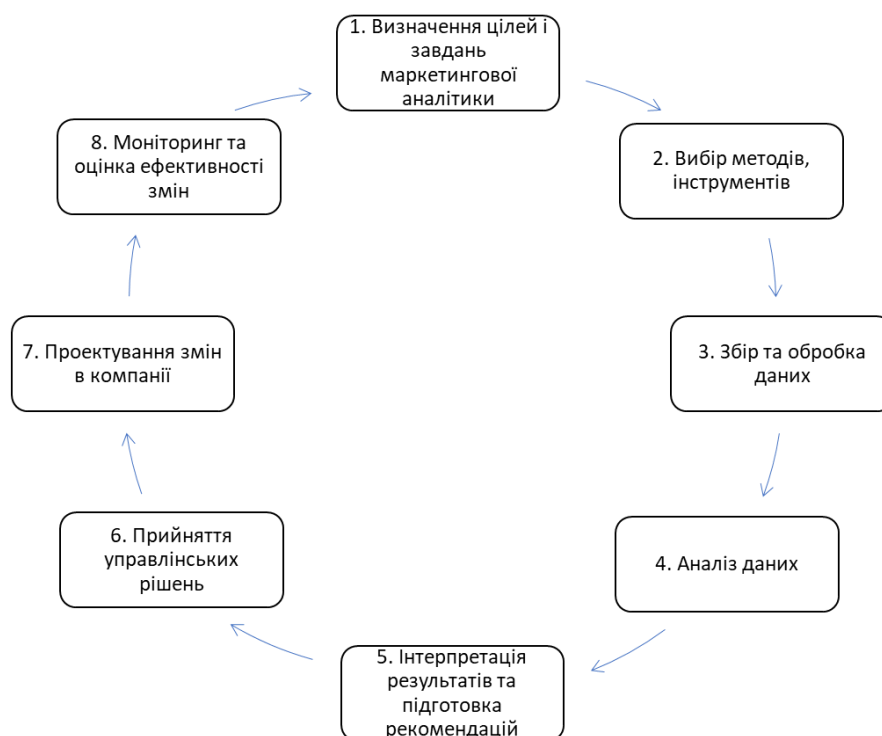 1. Визначення цілей і
завдань
маркетингової
аналітики
2. Вибір методів,
інструментів
3. Збір та обробка
даних
4. Аналіз даних
5. Інтерпретація
результатів та
підготовка
рекомендацій
6. Прийняття
управлінських
рішень
7. Проектування змін
в компанії
8. Моніторинг та
оцінка ефективності
змін